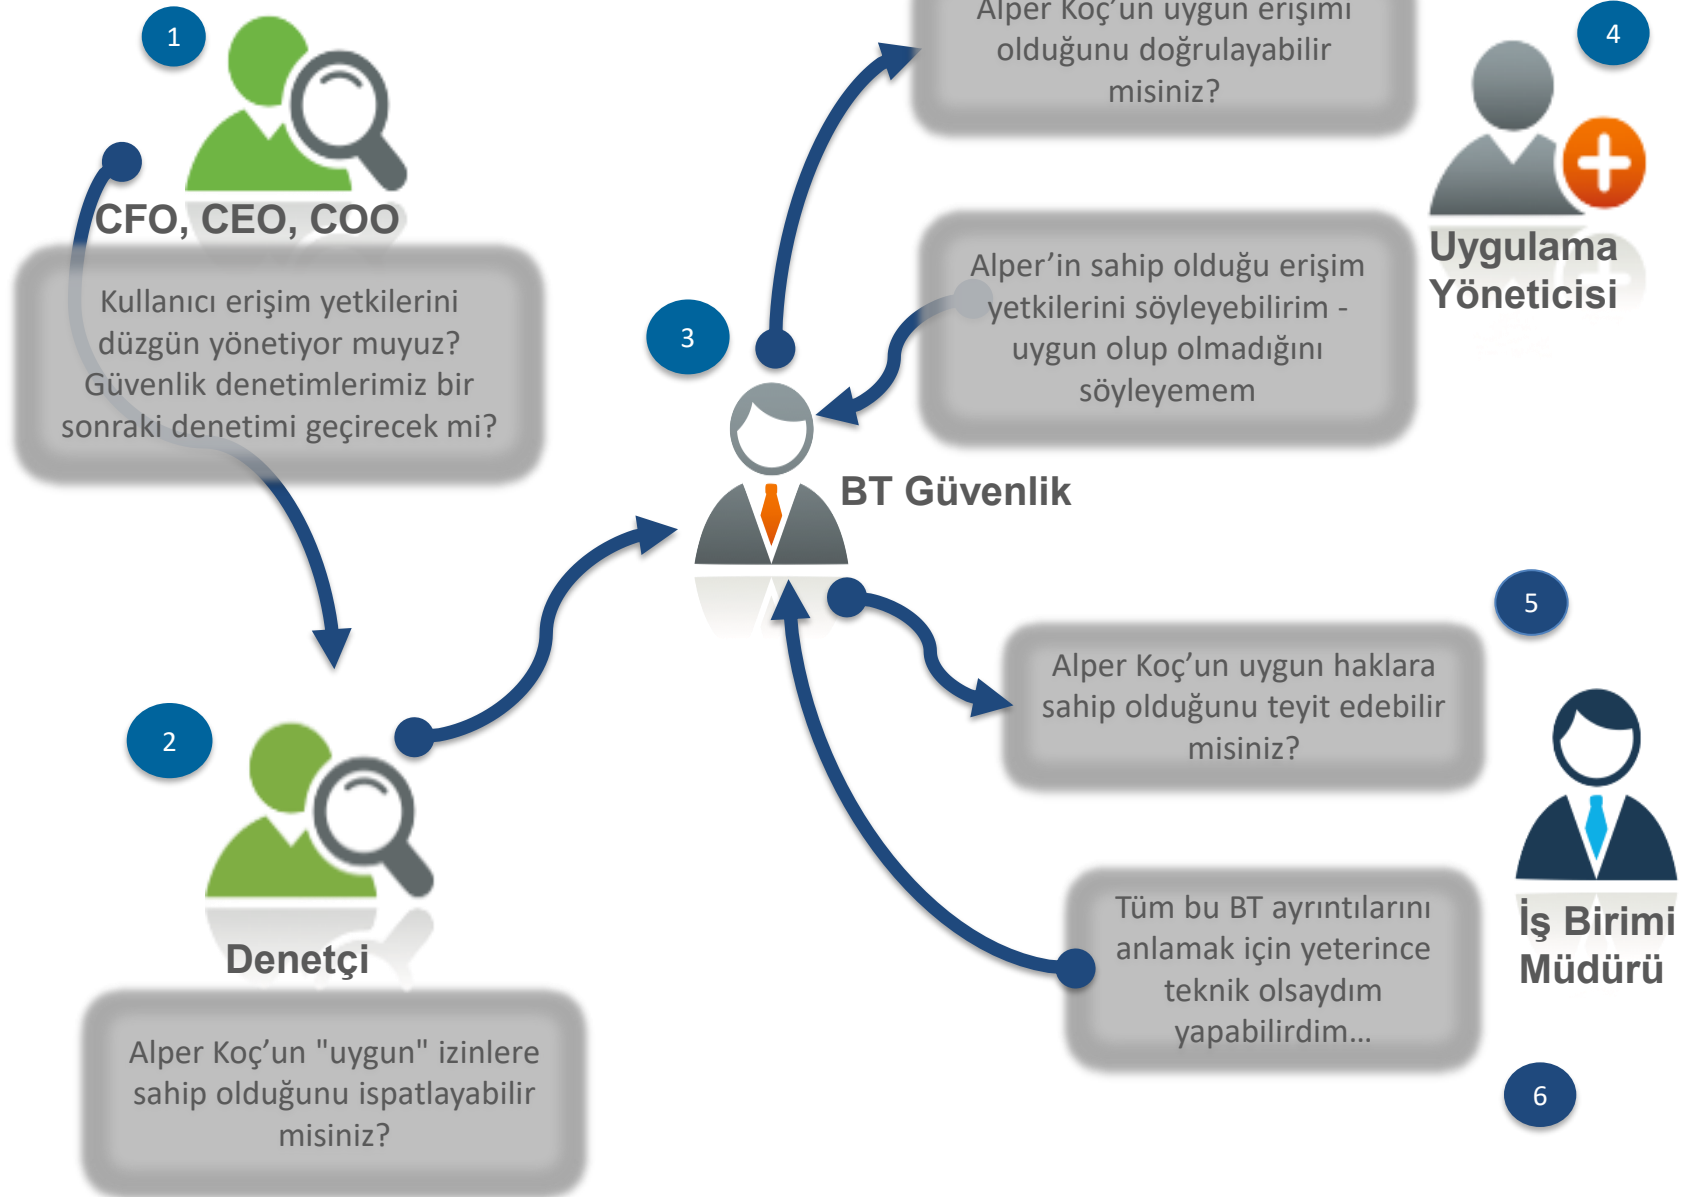 1
CFO, CEO, COO
Kullanıcı erişim yetkilerini
düzgün yönetiyor muyuz?
Güvenlik denetimlerimiz bir
sonraki denetimi geçirecek mi?
2
Denetçi
Alper Koç’un "uygun" izinlere
sahip olduğunu ispatlayabilir
misiniz?
3
BT Güvenlik
Alper Koç’un uygun erişimi
olduğunu doğrulayabilir
misiniz?
4
Uygulama
Yöneticisi
Alper’in sahip olduğu erişim
yetkilerini söyleyebilirim -
uygun olup olmadığını
söyleyemem
5
Alper Koç’un uygun haklara
sahip olduğunu teyit edebilir
misiniz?
İş Birimi
Müdürü
Tüm bu BT ayrıntılarını
anlamak için yeterince
teknik olsaydım
yapabilirdim...
6